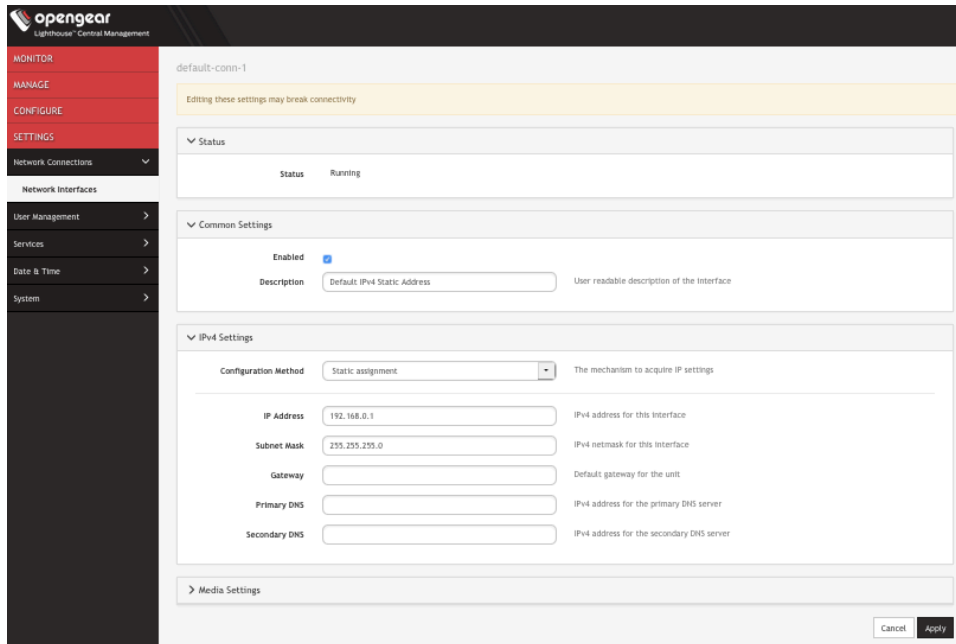 opengear
Lighthouse™ Central Management
MONITOR
MANAGE
CONFIGURE
SETTINGS
Network Connections
Network Interfaces
User Management
Services
Date & Time
System
default-conn-1
Editing these settings may break connectivity
Status
Status Running
Common Settings
Enabled
Description Default IPv4 Static Address User readable description of the interface
IPv4 Settings
Configuration Method Static assignment The mechanism to acquire IP settings
IP Address 192.168.0.1 IPv4 address for this interface
Subnet Mask 255.255.255.0 IPv4 netmask for this interface
Gateway Default gateway for the unit
Primary DNS IPv4 address for the primary DNS server
Secondary DNS IPv4 address for the secondary DNS server
Media Settings
Cancel Apply